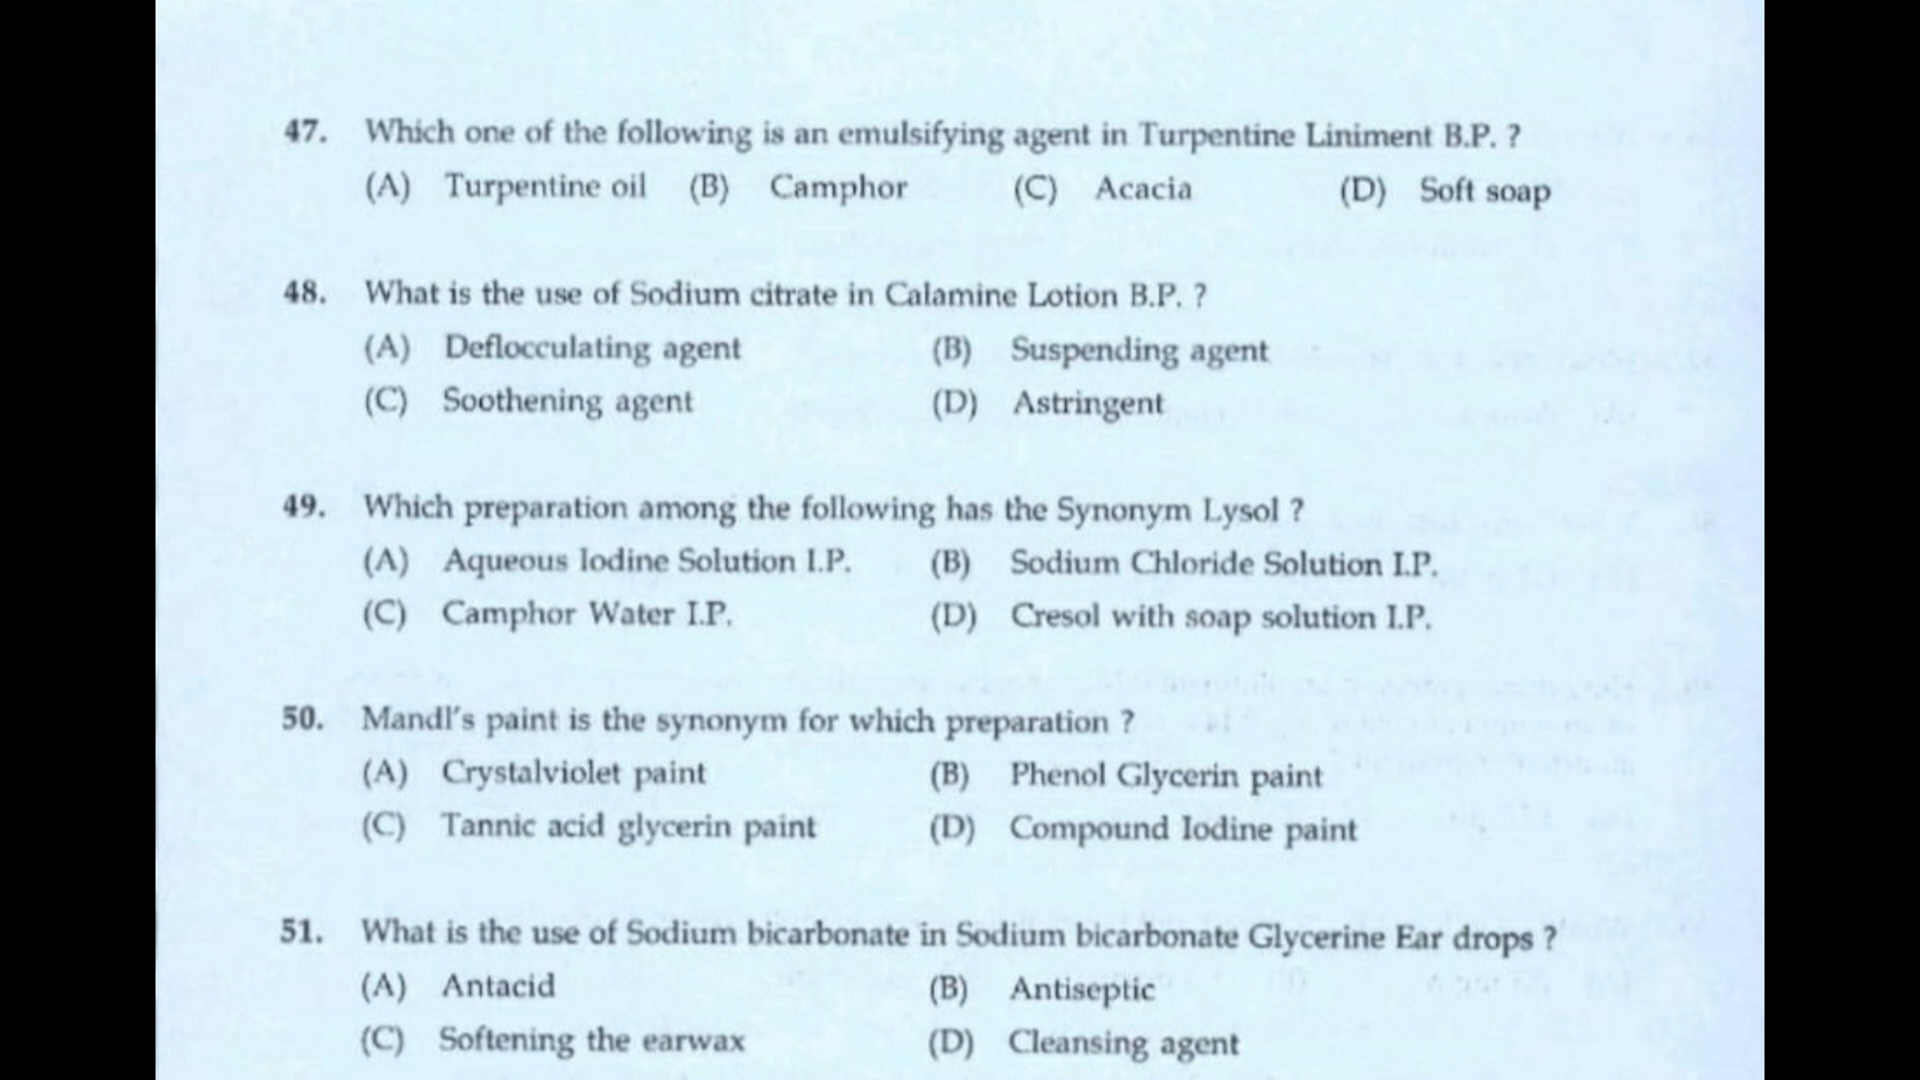 47. Which one of the following is an emulsifying agent in Turpentine Liniment B.P. ?
(A) Turpentine oil (B) Camphor (C) Acacia (D) Soft soap
48. What is the use of Sodium citrate in Calamine Lotion B.P. ?
(A) Deflocculating agent (B) Suspending agent
(C) Soothening agent (D) Astringent
49. Which preparation among the following has the Synonym Lysol ?
(A) Aqueous Iodine Solution I.P. (B) Sodium Chloride Solution I.P.
(C) Camphor Water I.P. (D) Cresol with soap solution I.P.
50. Mandl's paint is the synonym for which preparation ?
(A) Crystalviolet paint (B) Phenol Glycerin paint
(C) Tannic acid glycerin paint (D) Compound Iodine paint
51. What is the use of Sodium bicarbonate in Sodium bicarbonate Glycerine Ear drops ?
(A) Antacid (B) Antiseptic
(C) Softening the earwax (D) Cleansing agent